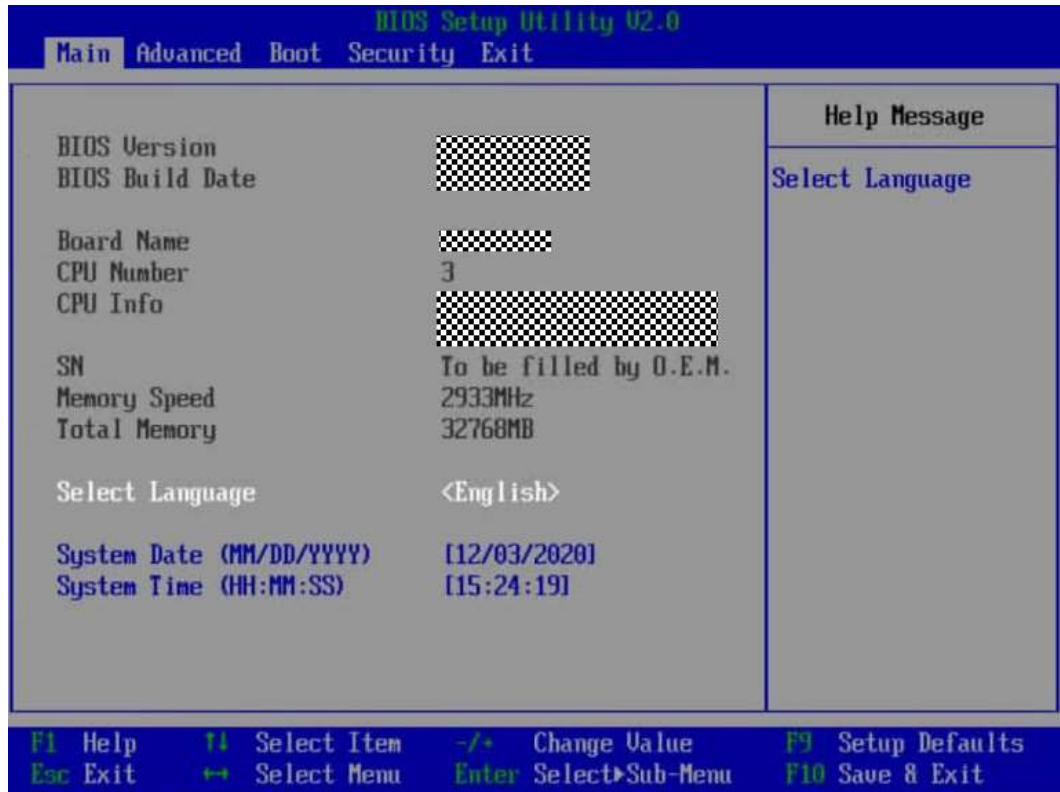 BIOS Setup Utility V2.0
Main Advanced Boot Security Exit
Help Message
Select Language
BIOS Version
BIOS Build Date
Board Name
CPU Number 3
CPU Info
SN To be filled by O.E.M.
Memory Speed 2933MHz
Total Memory 32768MB
Select Language <English>
System Date (MM/DD/YYYY) [12/03/2020]
System Time (HH:MM:SS) [15:24:19]
F1 Help ↑↓ Select Item -/+ Change Value F9 Setup Defaults
Esc Exit ↔ Select Menu Enter Select▶Sub-Menu F10 Save & Exit